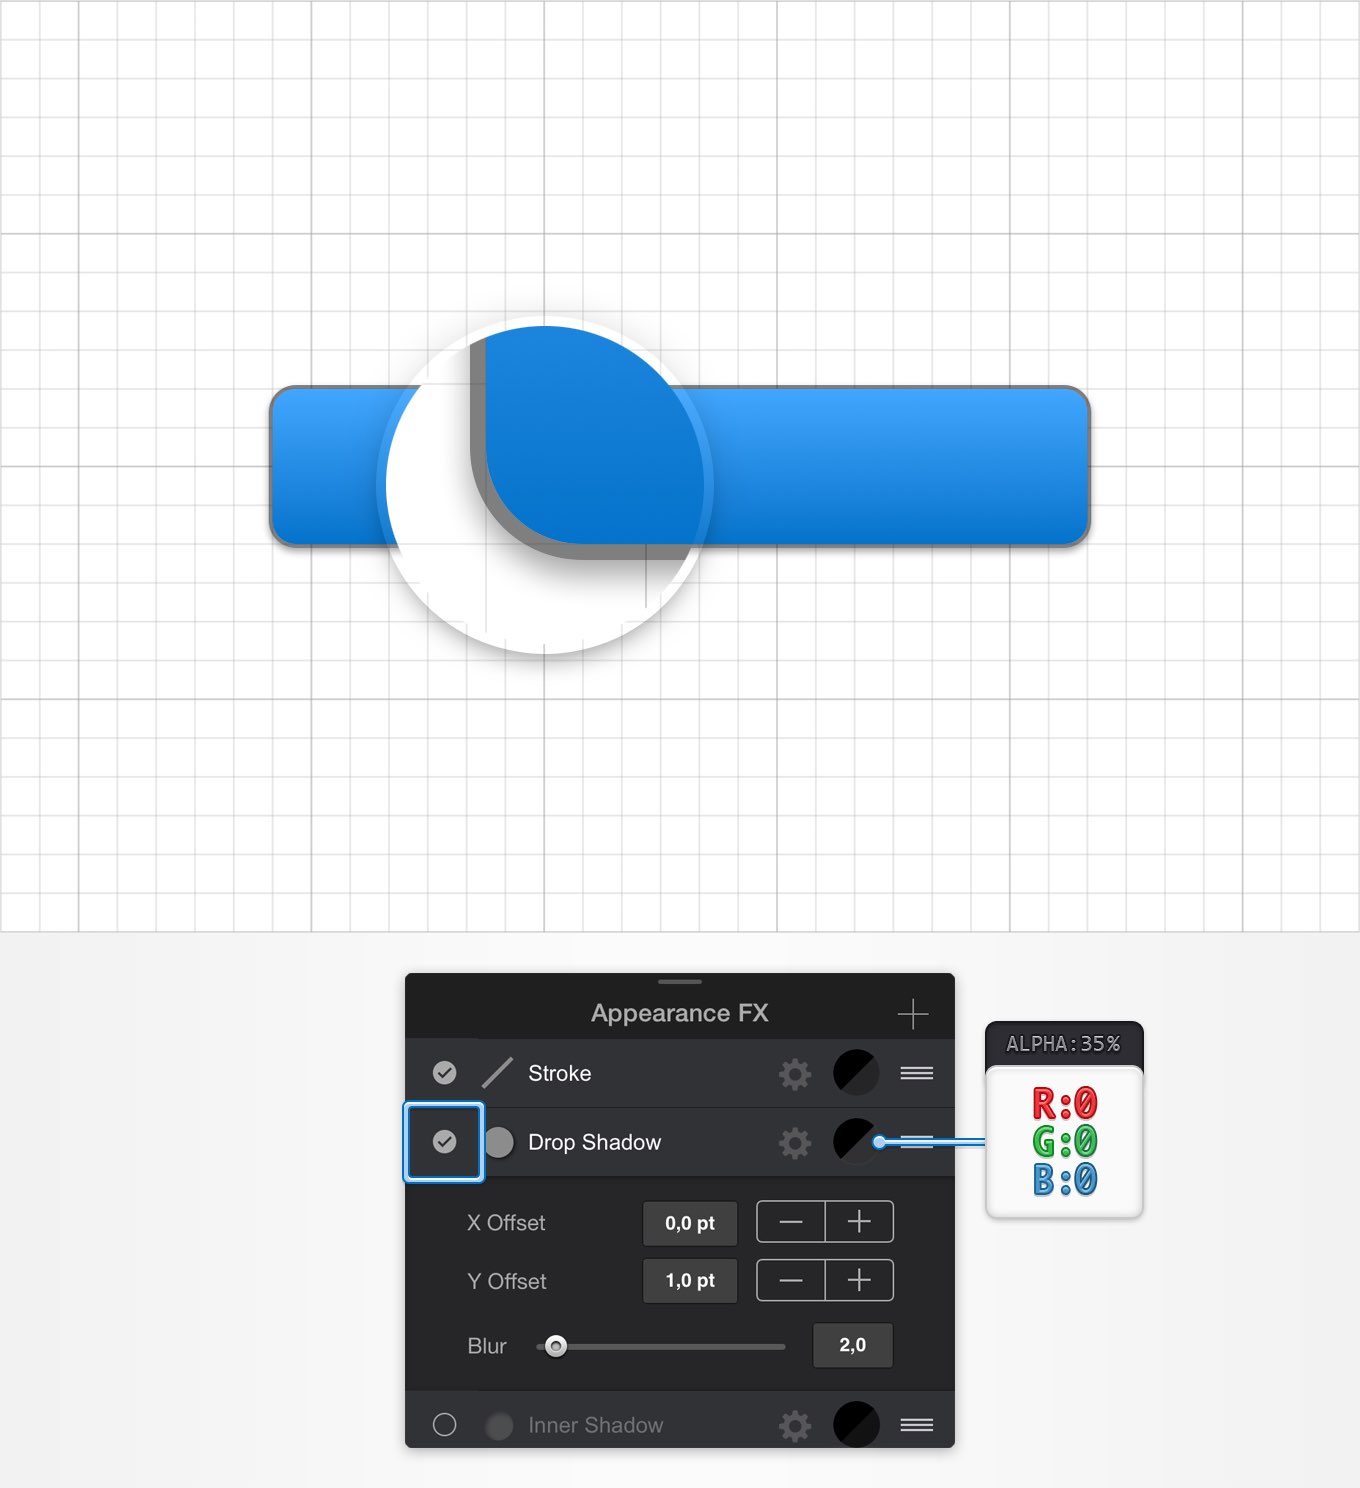 Appearance FX
Stroke
ALPHA:35%
R:0
G:0
B:0
Drop Shadow
X Offset 0,0 pt
Y Offset 1,0 pt
Blur 2,0
Inner Shadow